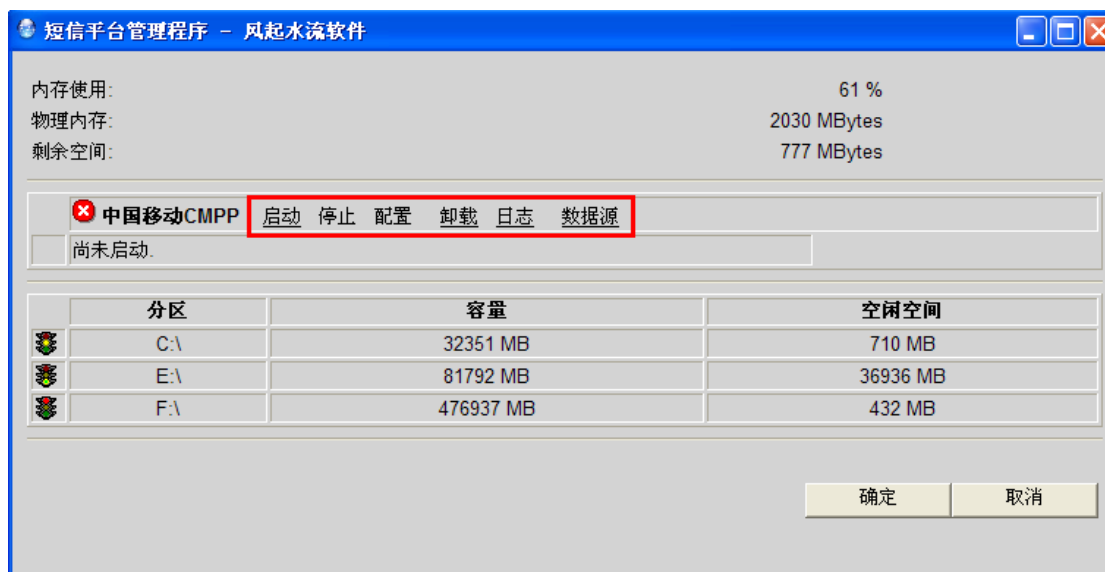 短信平台管理程序 - 风起水流软件
内存使用: 61 %
物理内存: 2030 MBytes
剩余空间: 777 MBytes
中国移动CMPP 启动 停止 配置 卸载 日志 数据源
尚未启动.
分区 容量 空闲空间
C:\ 32351 MB 710 MB
E:\ 81792 MB 36936 MB
F:\ 476937 MB 432 MB
确定 取消